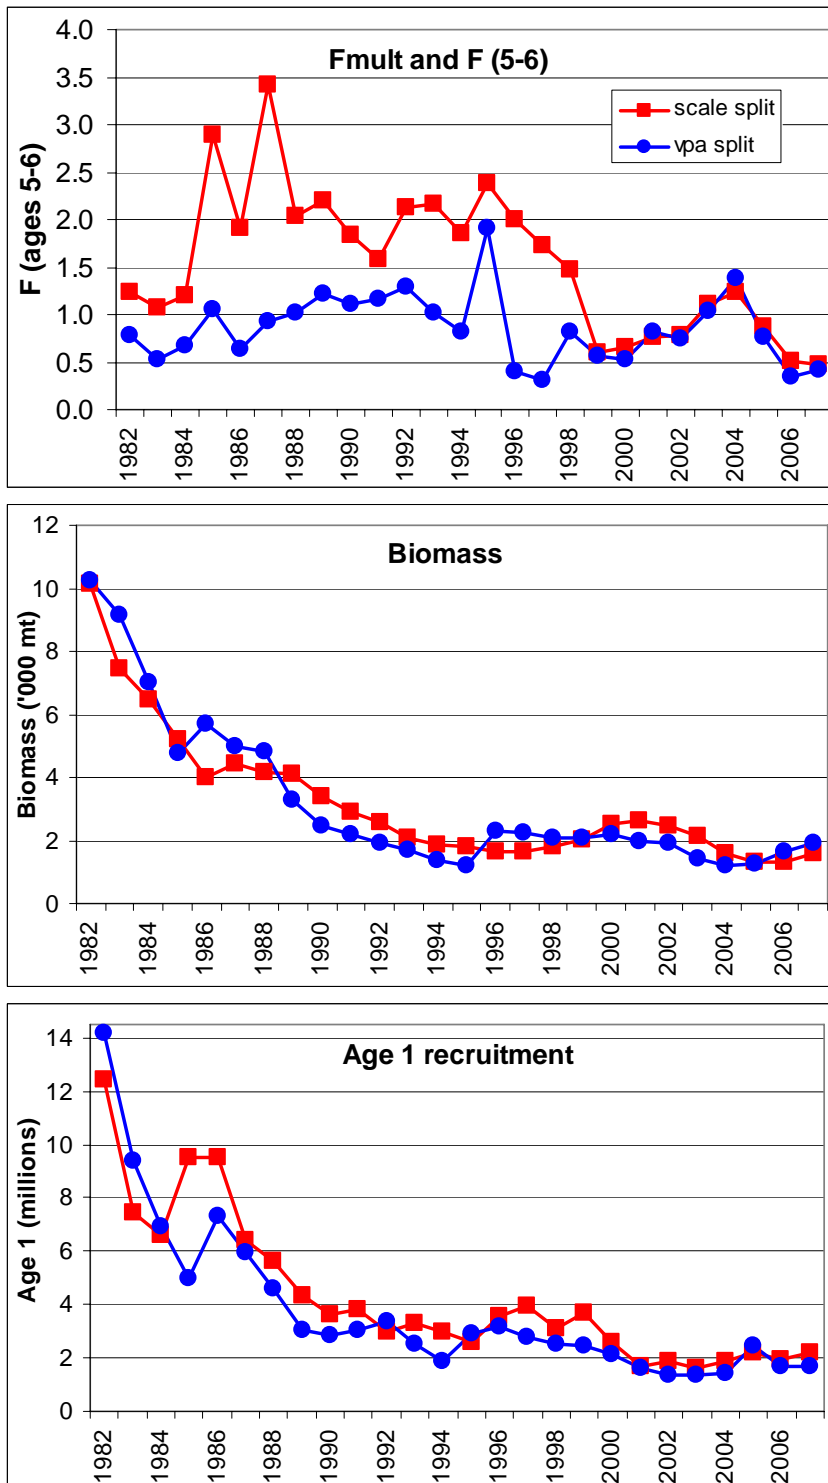 Fmult and F (5-6)
F (ages 5-6)
4.0
3.5
3.0
2.5
2.0
1.5
1.0
0.5
0.0
scale split
vpa split
1982 1984 1986 1988 1990 1992 1994 1996 1998 2000 2002 2004 2006
Biomass
Biomass ('000 mt)
12
10
8
6
4
2
0
1982 1984 1986 1988 1990 1992 1994 1996 1998 2000 2002 2004 2006
Age 1 recruitment
Age 1 (millions)
14
12
10
8
6
4
2
0
1982 1984 1986 1988 1990 1992 1994 1996 1998 2000 2002 2004 2006